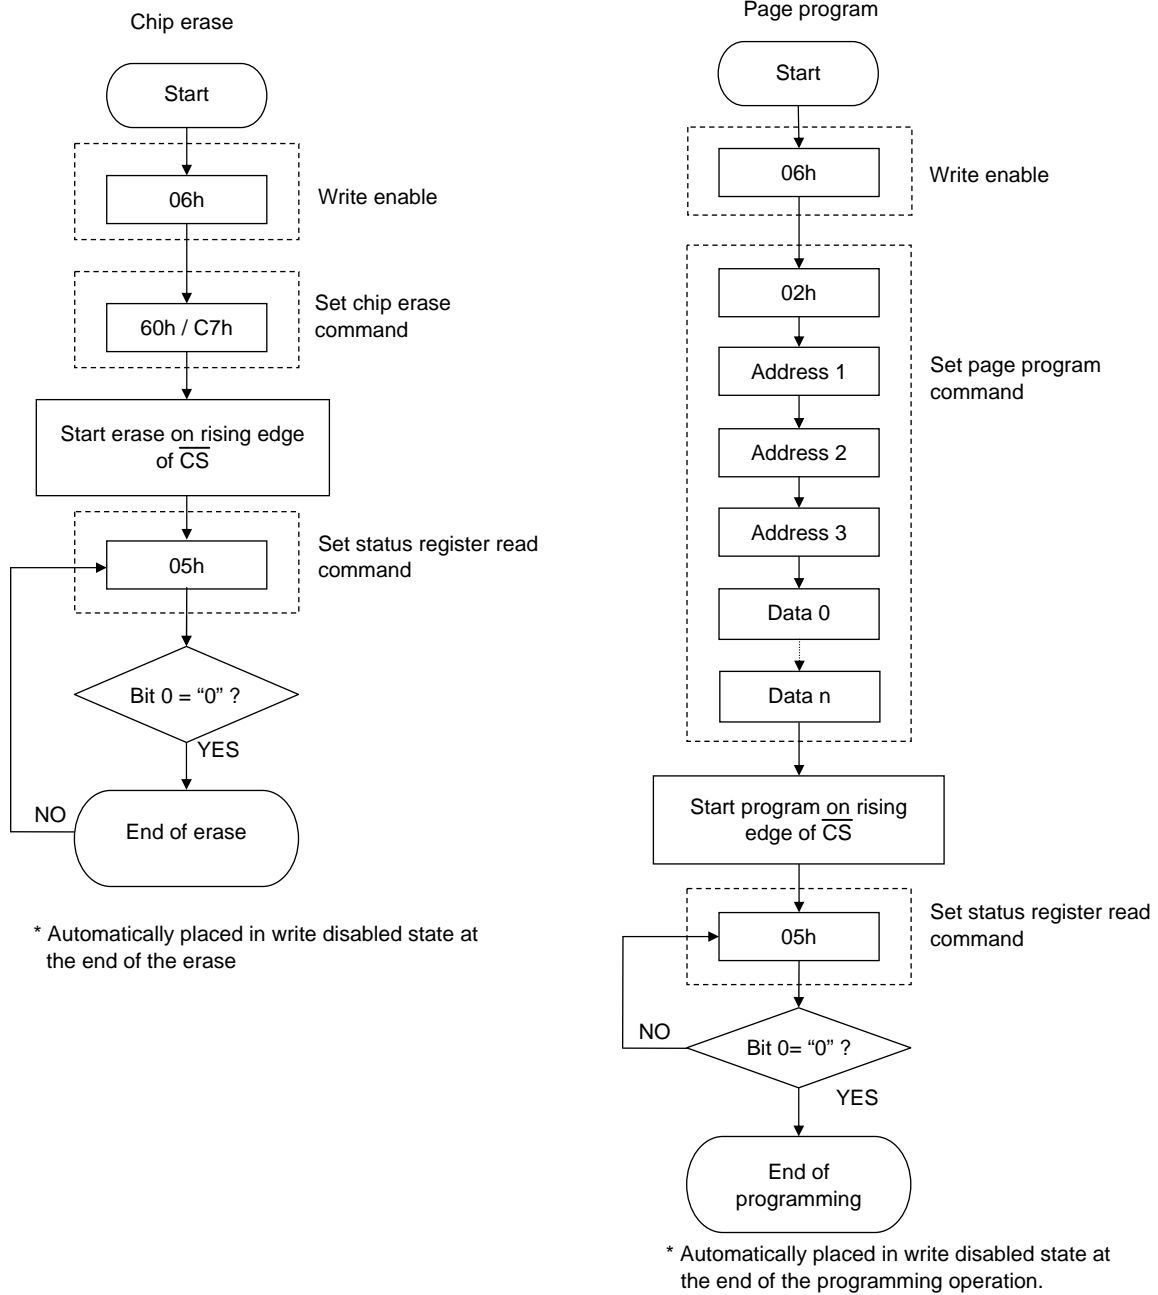 Chip erase
Start
06h
Write enable
60h / C7h
Set chip erase
command
Start erase on rising edge
of CS
05h
Set status register read
command
Bit 0 = “0” ?
YES
NO
End of erase
* Automatically placed in write disabled state at
the end of the erase
Page program
Start
06h
Write enable
02h
Address 1
Set page program
command
Address 2
Address 3
Data 0
Data n
Start program on rising
edge of CS
05h
Set status register read
command
NO
Bit 0= “0” ?
YES
End of
programming
* Automatically placed in write disabled state at
the end of the programming operation.